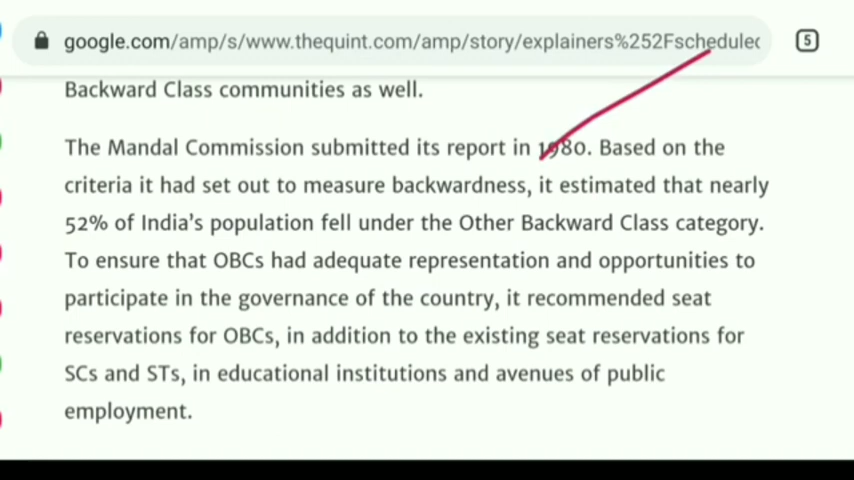 google.com/amp/s/www.thequint.com/amp/story/explainers%252Fscheduled
5
Backward Class communities as well.
The Mandal Commission submitted its report in 1980. Based on the
criteria it had set out to measure backwardness, it estimated that nearly
52% of India's population fell under the Other Backward Class category.
To ensure that OBCs had adequate representation and opportunities to
participate in the governance of the country, it recommended seat
reservations for OBCs, in addition to the existing seat reservations for
SCs and STs, in educational institutions and avenues of public
employment.